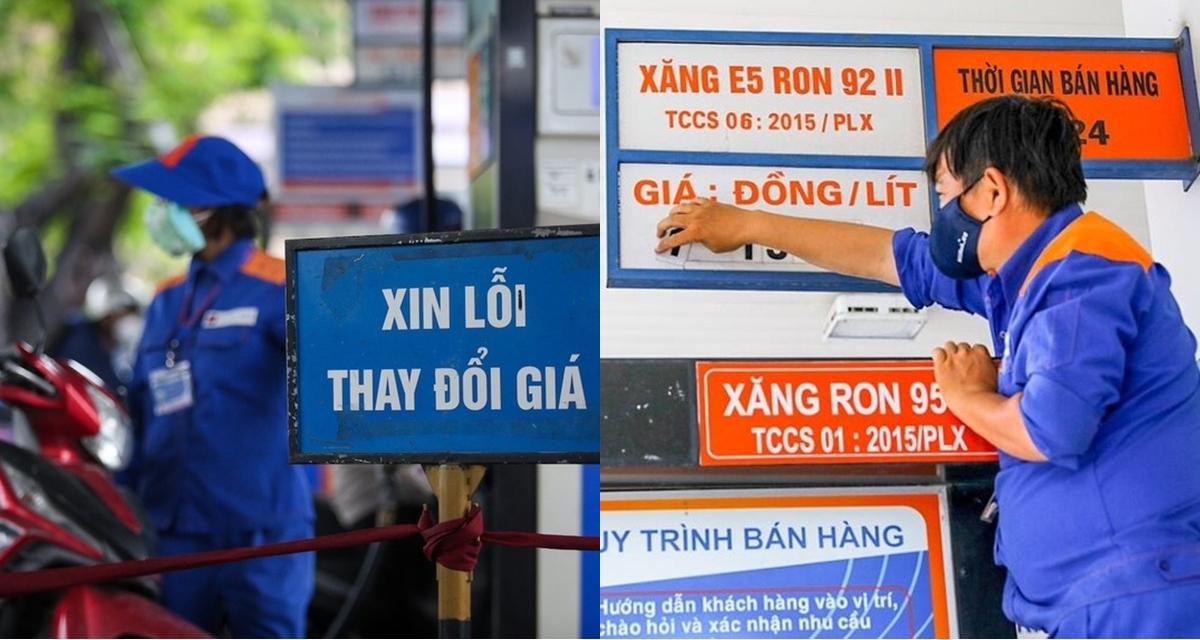 XIN LỖI
THAY ĐỔI GIÁ
XĂNG E5 RON 92 II
TCCS 06 : 2015 / PLX
THỜI GIAN BÁN HÀNG
24
GIÁ : ĐỒNG / LÍT
XĂNG RON 95
TCCS 01 : 2015/PLX
UY TRÌNH BÁN HÀNG
Hướng dẫn khách hàng vào vị trí,
chào hỏi và xác nhận nhu cầu